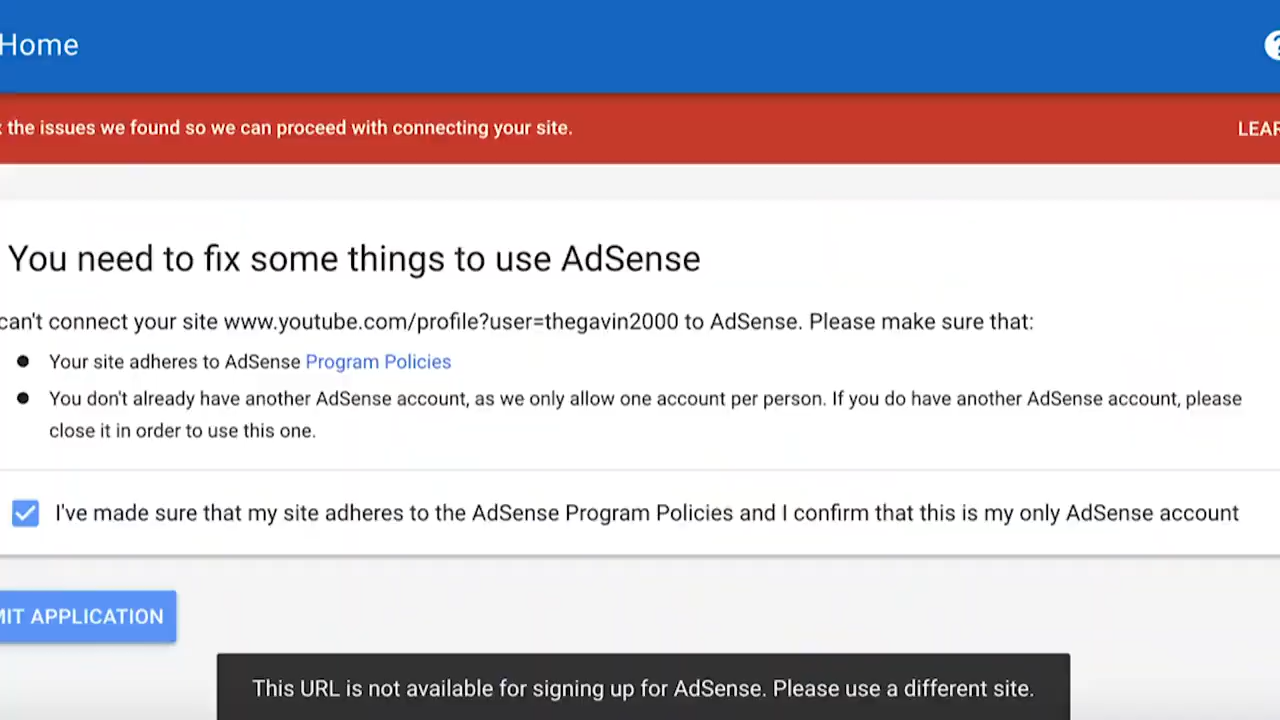 Home
the issues we found so we can proceed with connecting your site.
LEAR
You need to fix some things to use AdSense
can't connect your site www.youtube.com/profile?user=thegavin2000 to AdSense. Please make sure that:
Your site adheres to AdSense Program Policies
You don't already have another AdSense account, as we only allow one account per person. If you do have another AdSense account, please
close it in order to use this one.
I've made sure that my site adheres to the AdSense Program Policies and I confirm that this is my only AdSense account
MIT APPLICATION
This URL is not available for signing up for AdSense. Please use a different site.